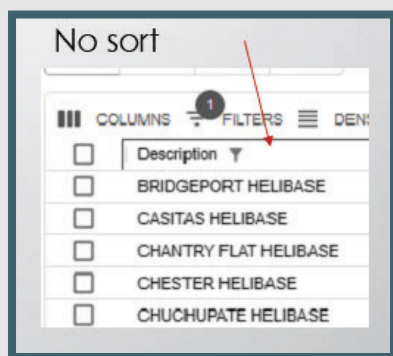 No sort
COLUMNS 1 FILTERS DENS
Description
BRIDGEPORT HELIBASE
CASITAS HELIBASE
CHANTRY FLAT HELIBASE
CHESTER HELIBASE
CHUCHUPATE HELIBASE